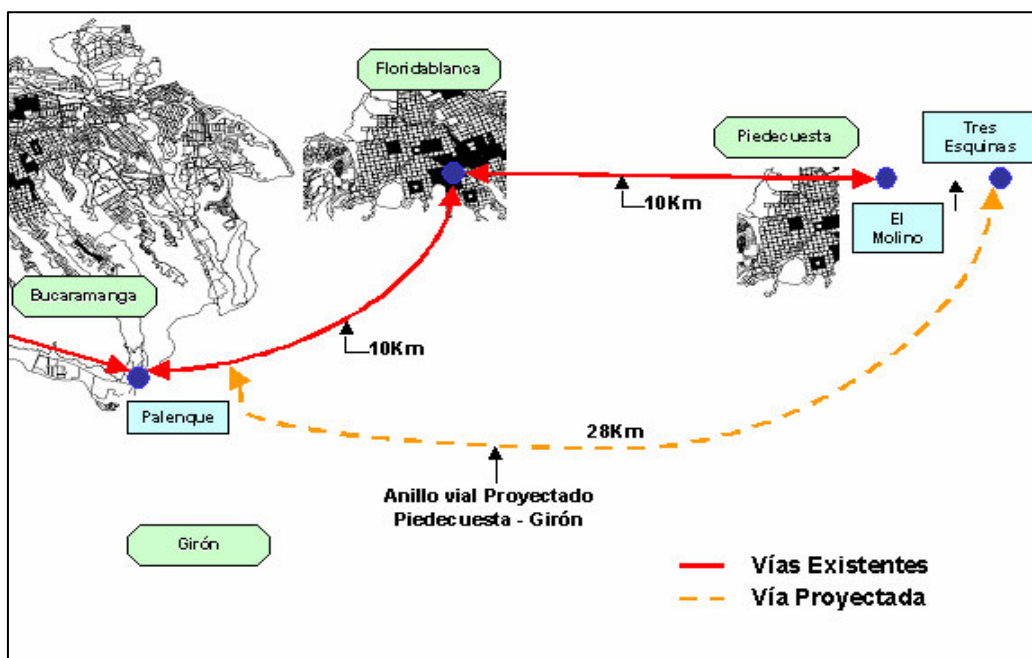 Floridablanca
Piedecuesta
Tres
Esquinas
10Km
El
Molino
Bucaramanga
10Km
Palenque
28Km
Anillo vial Proyectado
Piedecuesta - Girón
Girón
Vías Existentes
Vía Proyectada